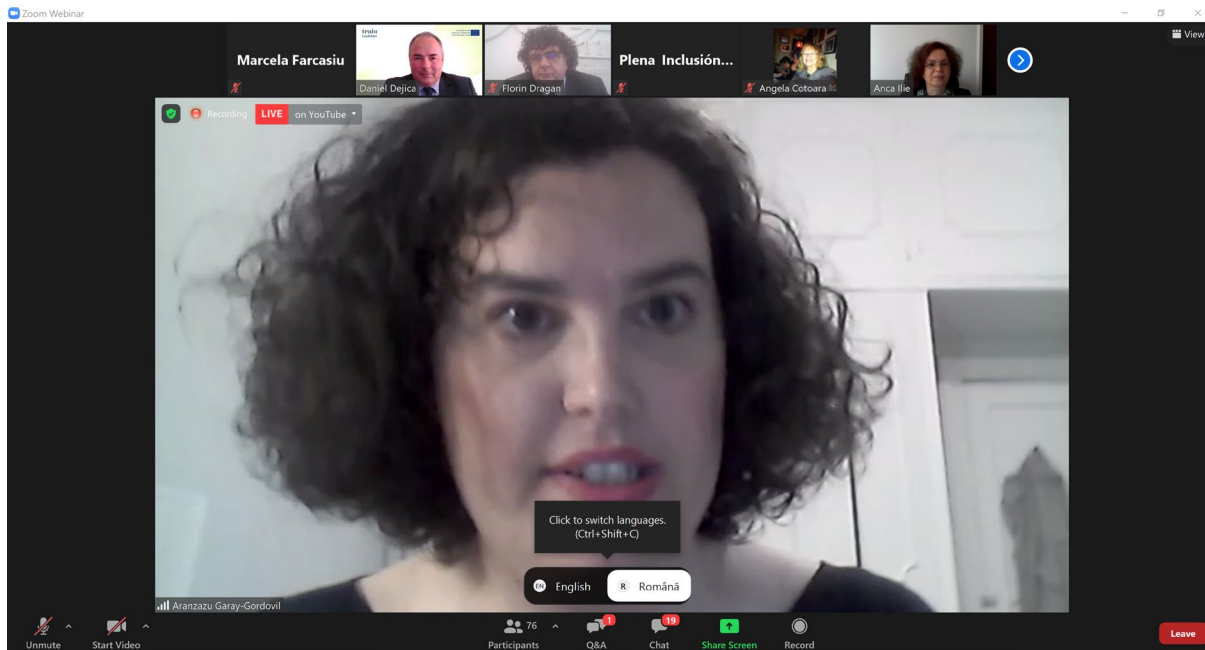 Zoom Webinar
View
train
Marcela Farcasiu
Daniel Dejica
Florin Dragan
Plena Inclusión...
Angela Cotoara
Anca Ilie
Recording
LIVE on YouTube
Click to switch languages.
(Ctrl+Shift+C)
EN English
R Română
Aranzazu Garay-Gordovil
Unmute
Start Video
76
Participants
1
Q&A
19
Chat
Share Screen
Record
Leave